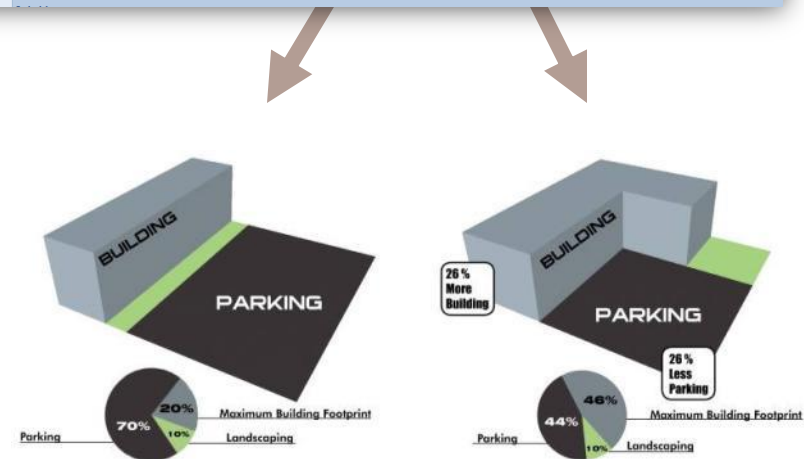 BUILDING
PARKING
BUILDING
26 %
More
Building
PARKING
26 %
Less
Parking
20%
70%
10%
Maximum Building Footprint
Parking
Landscaping
46%
44%
10%
Maximum Building Footprint
Parking
Landscaping